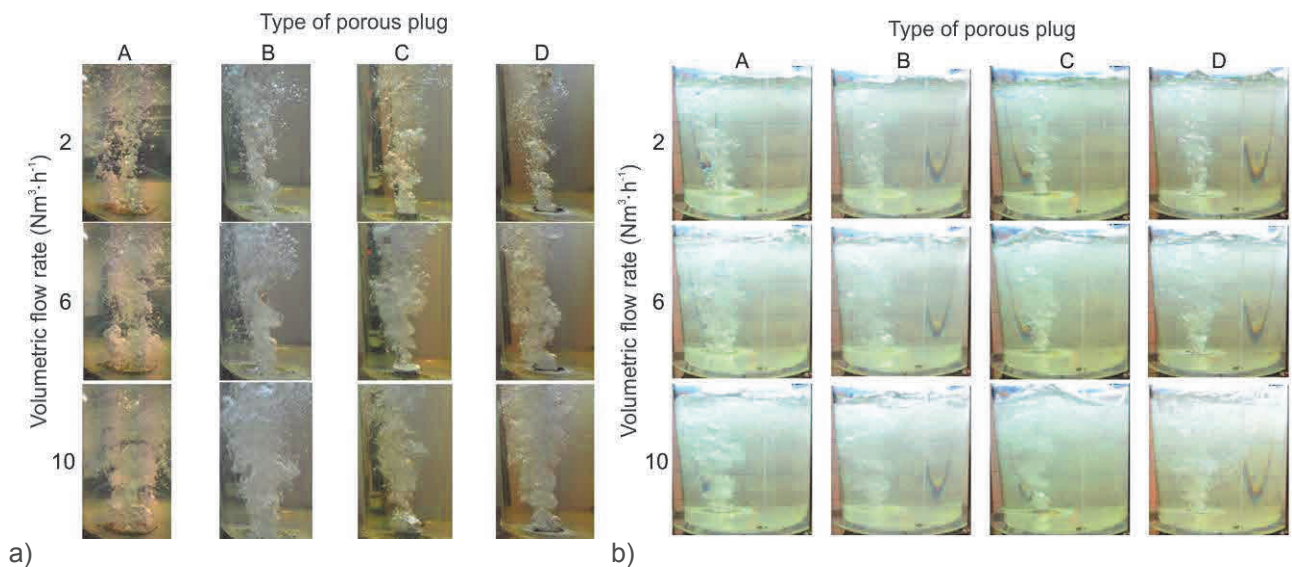 Type of porous plug
A B C D
Volumetric flow rate (Nm³·h⁻¹)
2
6
10
a)
Type of porous plug
A B C D
Volumetric flow rate (Nm³·h⁻¹)
2
6
10
b)